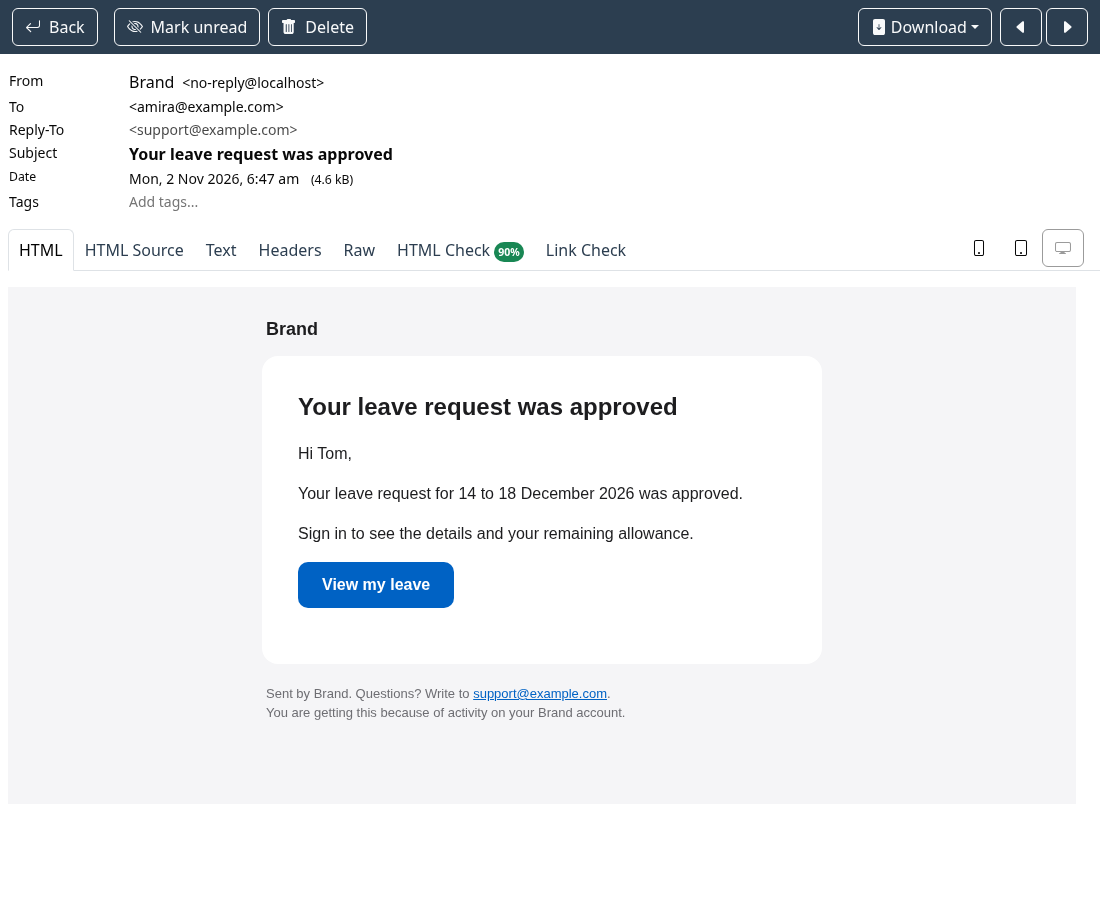 Back Mark unread Delete Download
From Brand <no-reply@localhost>
To <amira@example.com>
Reply-To <support@example.com>
Subject Your leave request was approved
Date Mon, 2 Nov 2026, 6:47 am (4.6 kB)
Tags Add tags...
HTML HTML Source Text Headers Raw HTML Check 90% Link Check
Brand
Your leave request was approved
Hi Tom,
Your leave request for 14 to 18 December 2026 was approved.
Sign in to see the details and your remaining allowance.
View my leave
Sent by Brand. Questions? Write to support@example.com.
You are getting this because of activity on your Brand account.